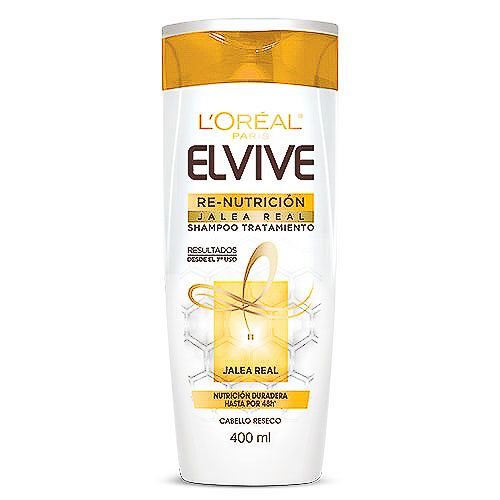 L'ORÉAL
PARIS
ELVIVE
RE-NUTRICIÓN
JALEA REAL
SHAMPOO TRATAMIENTO
RESULTADOS
DESDE EL 1er USO
JALEA REAL
NUTRICIÓN DURADERA
HASTA POR 48h*
CABELLO RESECO
400 ml